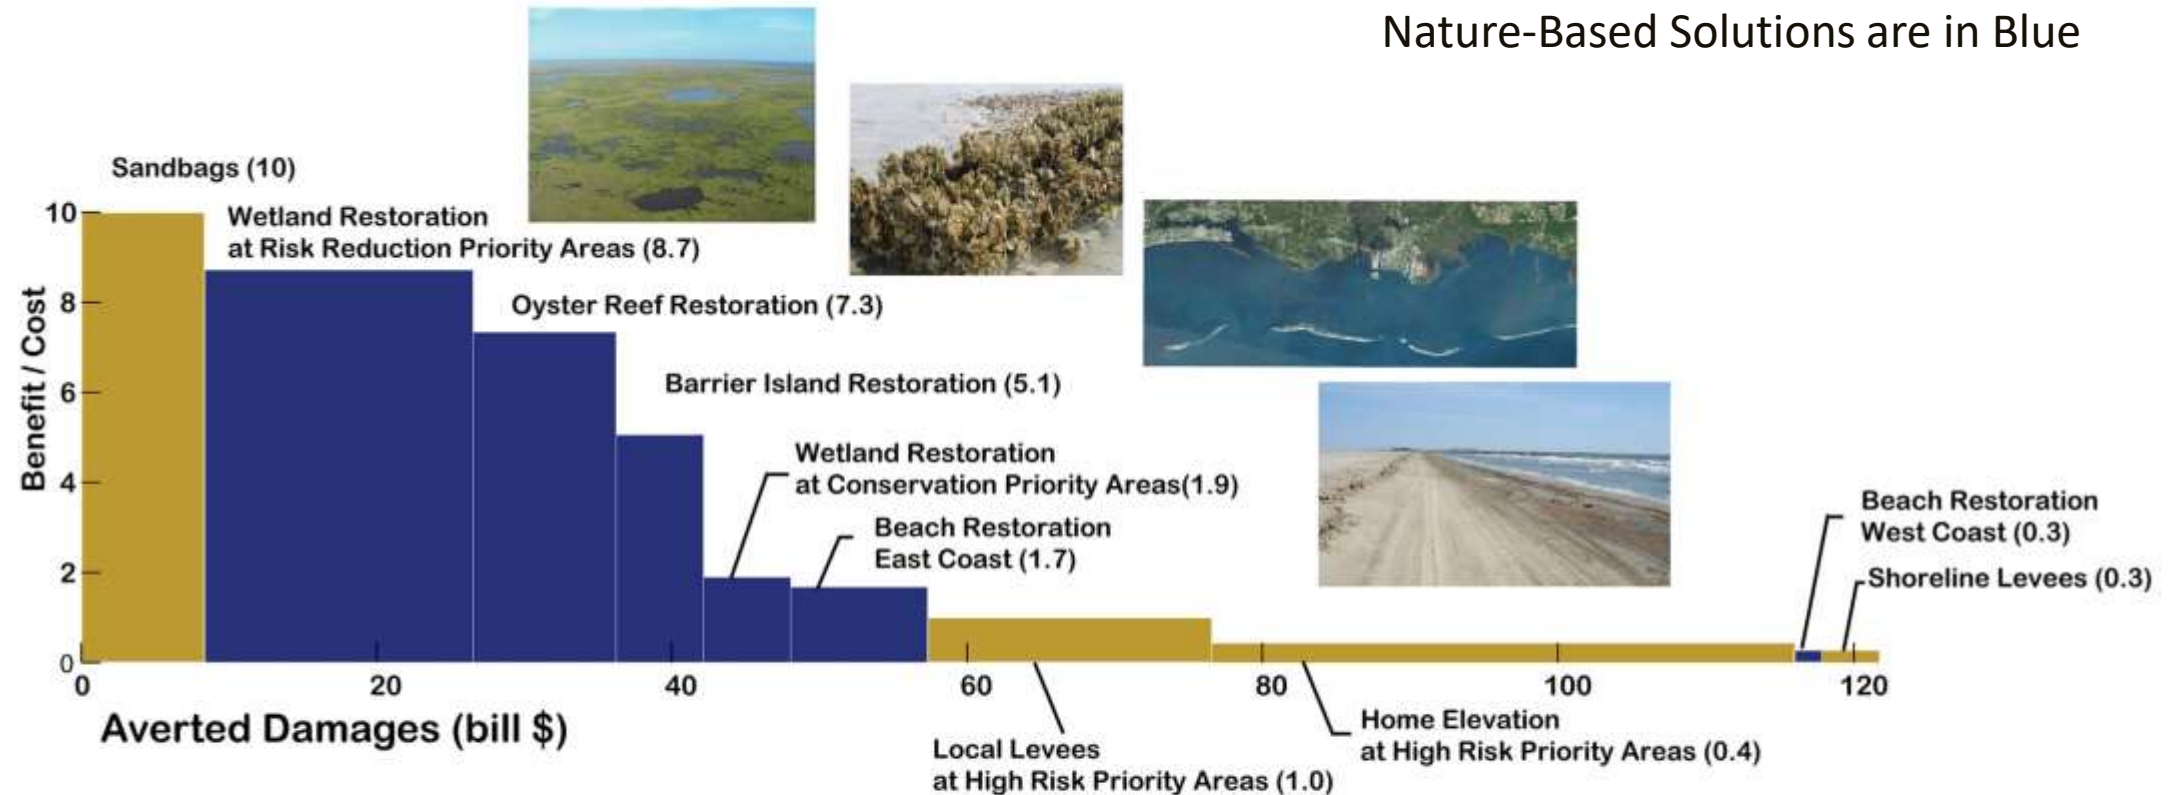 Nature-Based Solutions are in Blue
Sandbags (10)
Wetland Restoration
at Risk Reduction Priority Areas (8.7)
Oyster Reef Restoration (7.3)
Barrier Island Restoration (5.1)
Wetland Restoration
at Conservation Priority Areas(1.9)
Beach Restoration
East Coast (1.7)
Beach Restoration
West Coast (0.3)
Shoreline Levees (0.3)
Benefit / Cost
10
8
6
4
2
0
0 20 40 60 80 100 120
Averted Damages (bill $)
Local Levees
at High Risk Priority Areas (1.0)
Home Elevation
at High Risk Priority Areas (0.4)